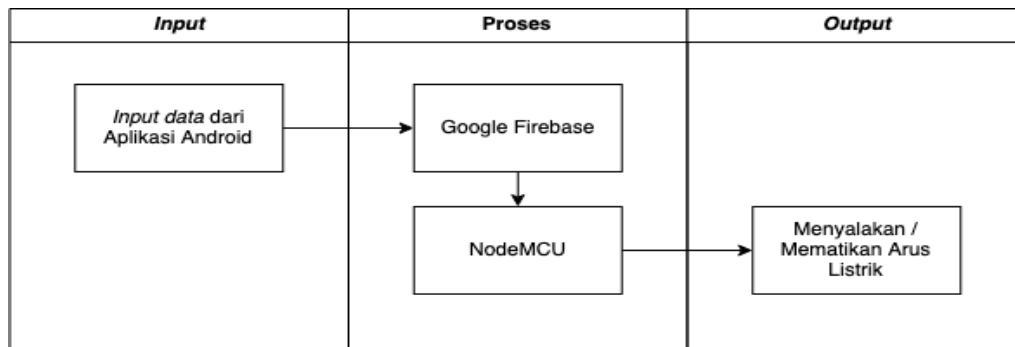 Input
Proses
Output
Input data dari
Aplikasi Android
Google Firebase
NodeMCU
Menyalakan /
Mematikan Arus
Listrik